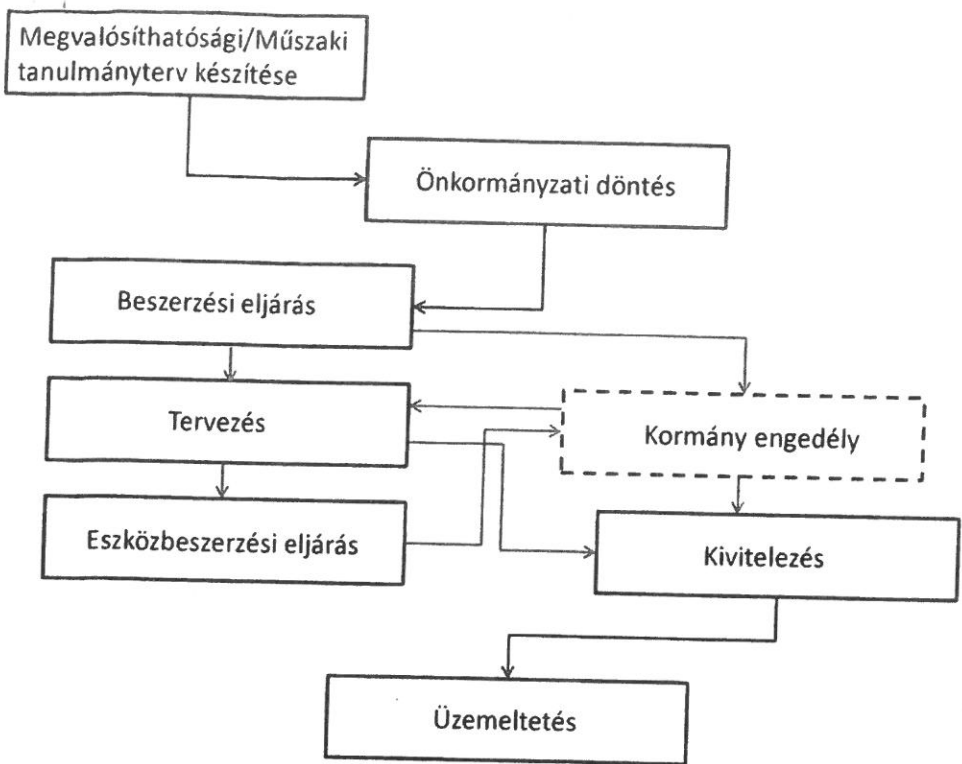 Megvalósíthatósági/Műszaki
tanulmányterv készítése
Önkormányzati döntés
Beszerzési eljárás
Tervezés
Kormány engedély
Eszközbeszerzési eljárás
Kivitelezés
Üzemeltetés